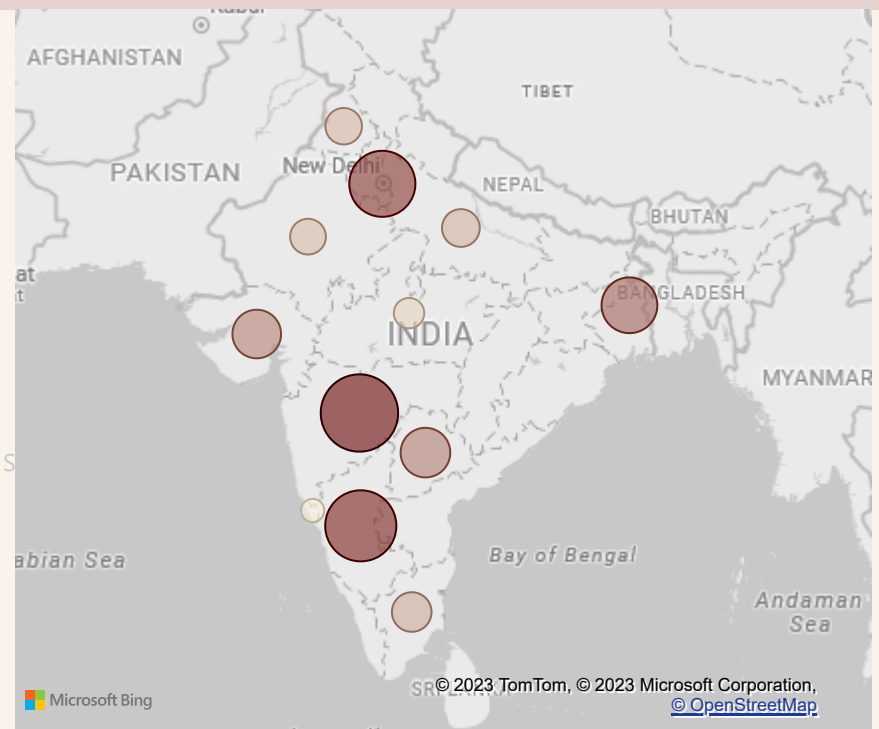 AFGHANISTAN
TIBET
New Delhi
PAKISTAN
NEPAL
BHUTAN
BANGLADESH
INDIA
MYANMAR
abian Sea
Bay of Bengal
Andaman
Sea
© 2023 TomTom, © 2023 Microsoft Corporation,
© OpenStreetMap
Microsoft Bing